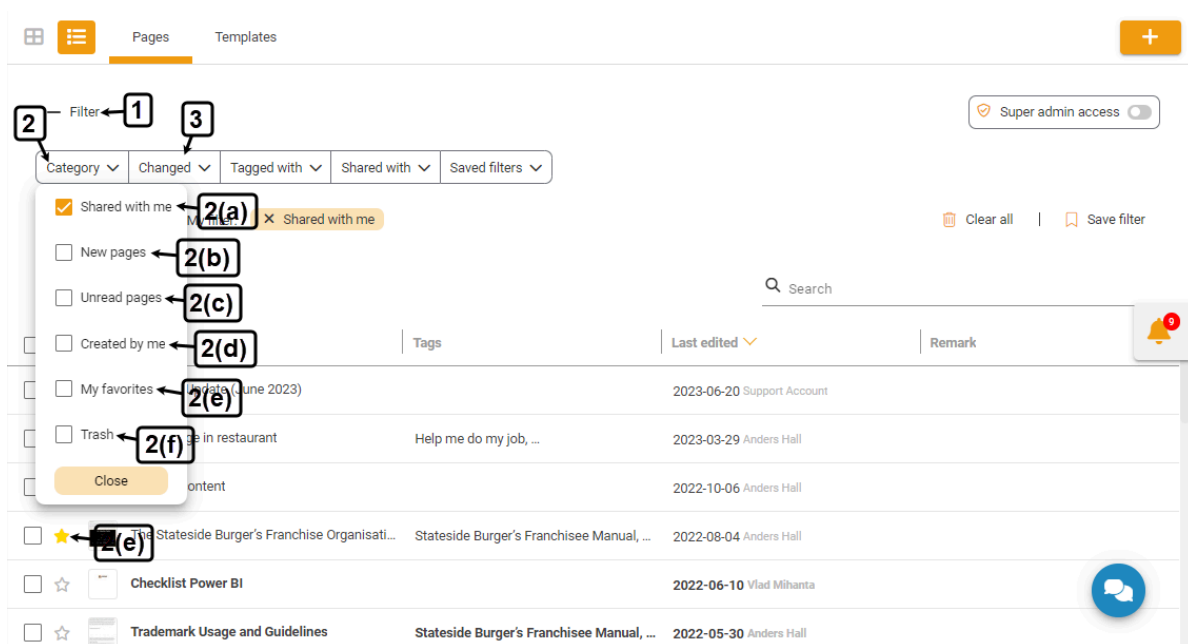 Pages Templates +
Filter 1 Super admin access
2 3
Category Changed Tagged with Shared with Saved filters
Shared with me 2(a) My filter: × Shared with me Clear all | Save filter
New pages 2(b)
Unread pages 2(c) Search
9
Created by me 2(d) Tags Last edited Remark
My favorites 2(e) Update (June 2023) 2023-06-20 Support Account
Trash 2(f) in restaurant Help me do my job, ... 2023-03-29 Anders Hall
Close 2022-10-06 Anders Hall
2(e) The Stateside Burger's Franchise Organisati... Stateside Burger's Franchisee Manual, ... 2022-08-04 Anders Hall
Checklist Power BI 2022-06-10 Vlad Mihanta
Trademark Usage and Guidelines Stateside Burger's Franchisee Manual, ... 2022-05-30 Anders Hall